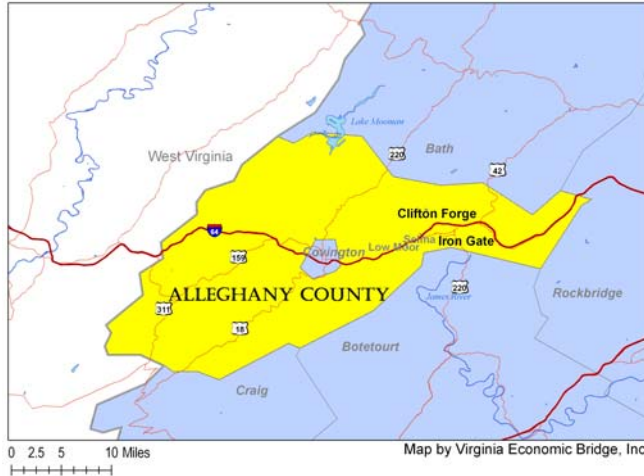 Lake Moomaw
West Virginia
220
Bath
42
Clifton Forge
64
Selma
Iron Gate
Low Moor
159
Covington
ALLEGHANY COUNTY
220
James River
Rockbridge
311
18
Botetourt
Craig
Map by Virginia Economic Bridge, Inc
0 2.5 5 10 Miles